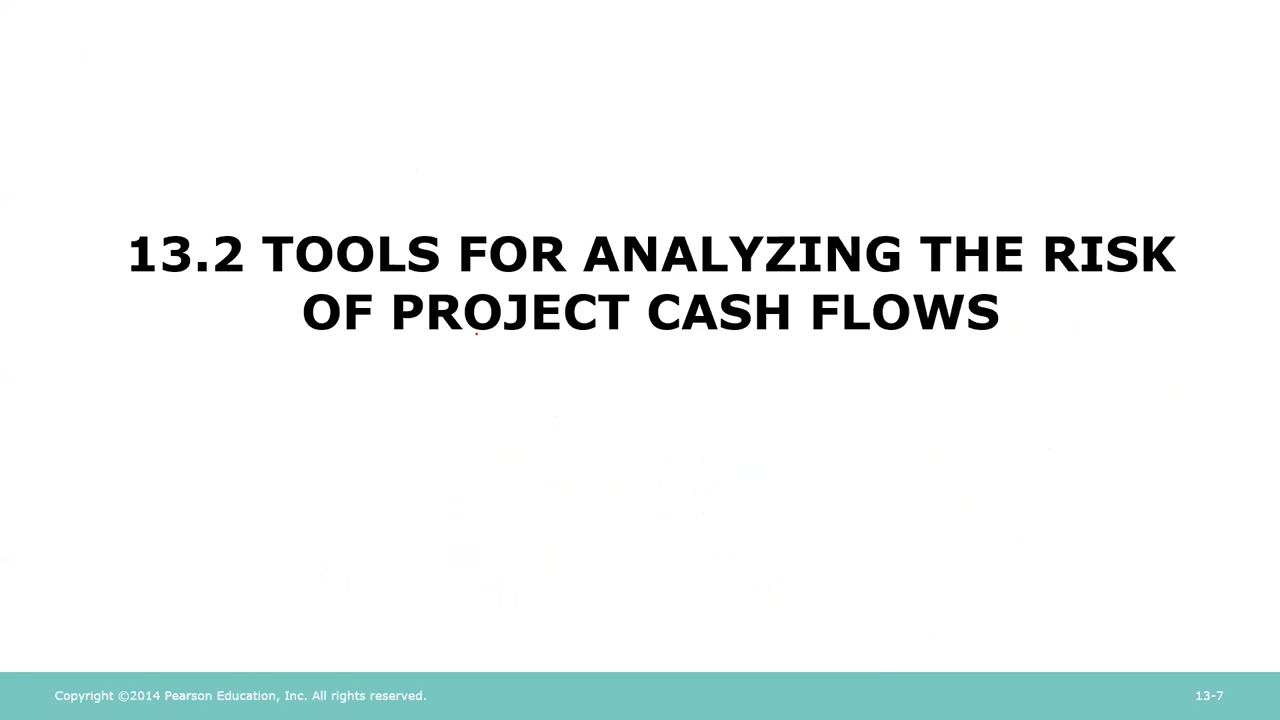 13.2 TOOLS FOR ANALYZING THE RISK
OF PROJECT CASH FLOWS
Copyright ©2014 Pearson Education, Inc. All rights reserved.
13-7